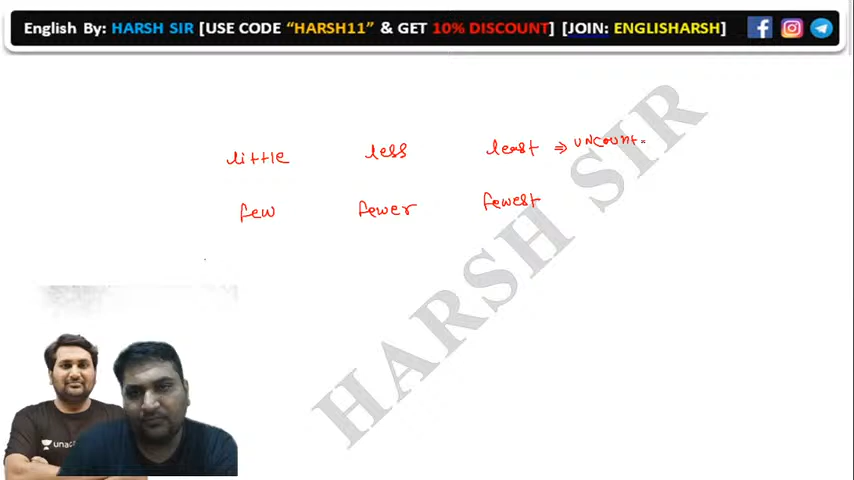 English By: HARSH SIR [USE CODE “HARSH11” & GET 10% DISCOUNT] [JOIN: ENGLISHARSH]
little less least ⇒ UNCOUNT.
few fewer fewest
HARSH SIR
unac